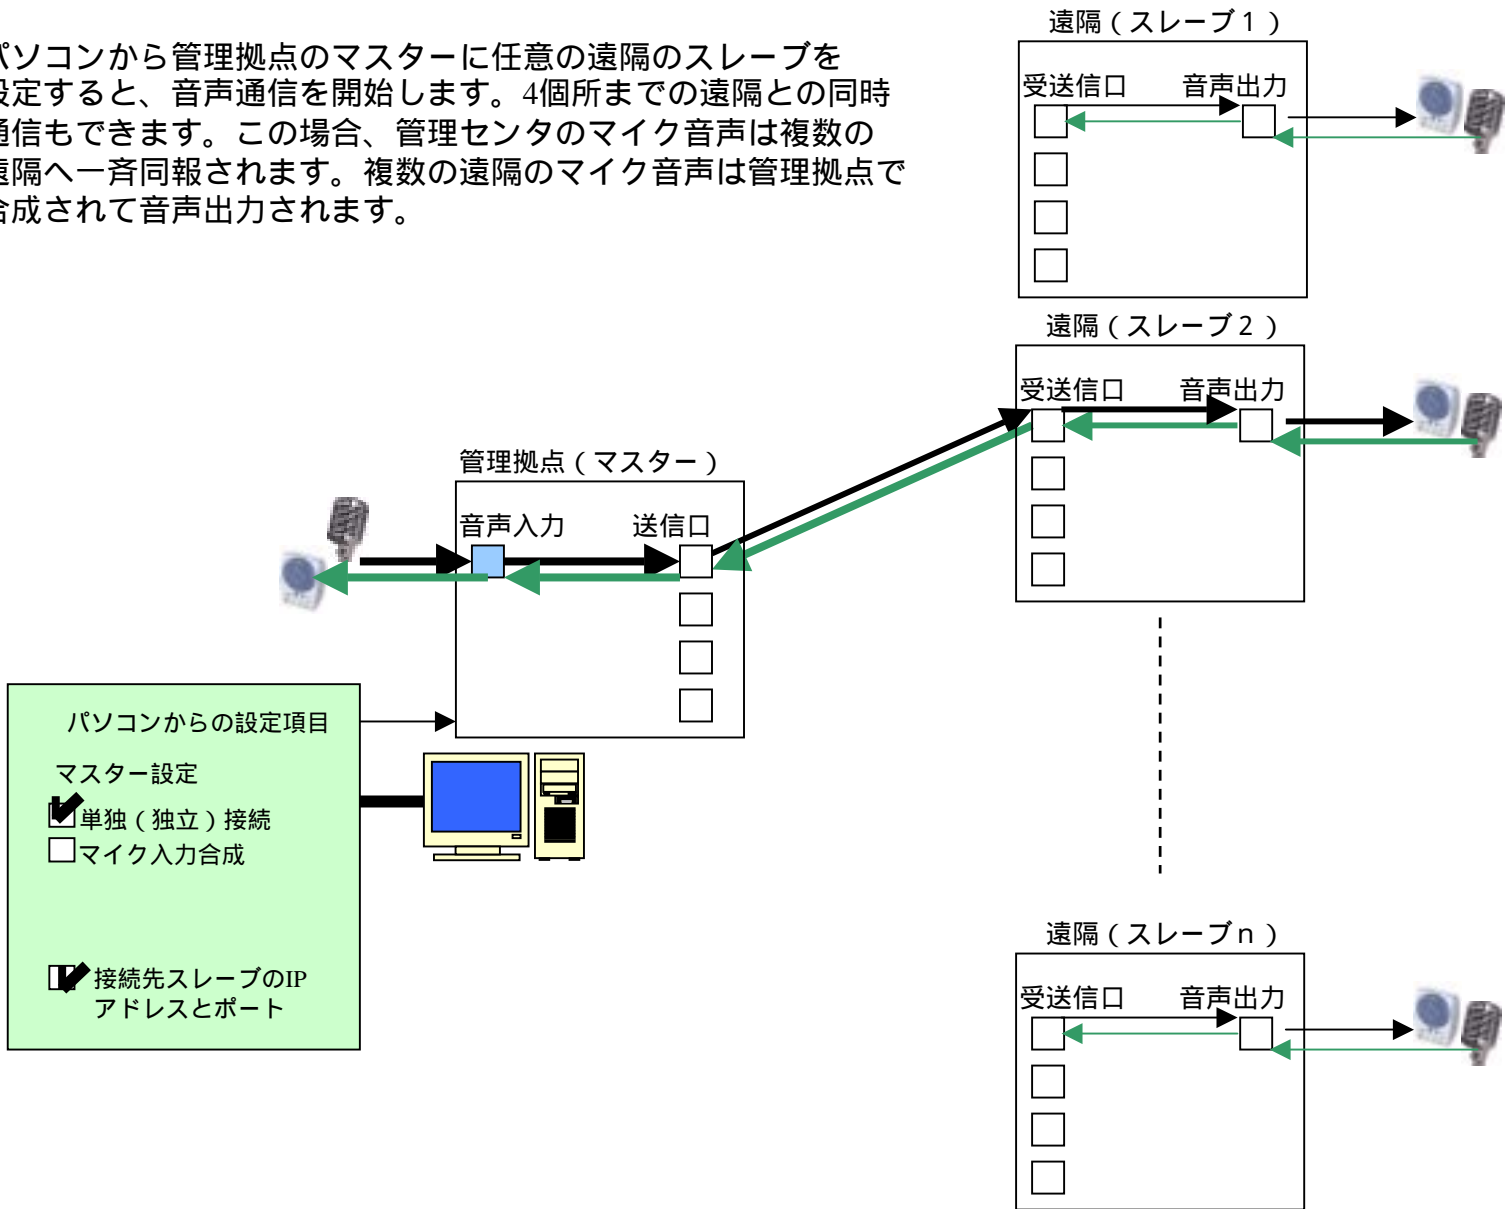 パソコンから管理拠点のマスターに任意の遠隔のスレーブを
設定すると、音声通信を開始します。4個所までの遠隔との同時
通信もできます。この場合、管理センタのマイク音声は複数の
遠隔へ一斉同報されます。複数の遠隔のマイク音声は管理拠点で
合成されて音声出力されます。
遠隔（スレーブ１）
受送信口 音声出力
遠隔（スレーブ２）
受送信口 音声出力
管理拠点（マスター）
音声入力 送信口
パソコンからの設定項目
マスター設定
単独（独立）接続
マイク入力合成
接続先スレーブのIP
アドレスとポート
遠隔（スレーブｎ）
受送信口 音声出力